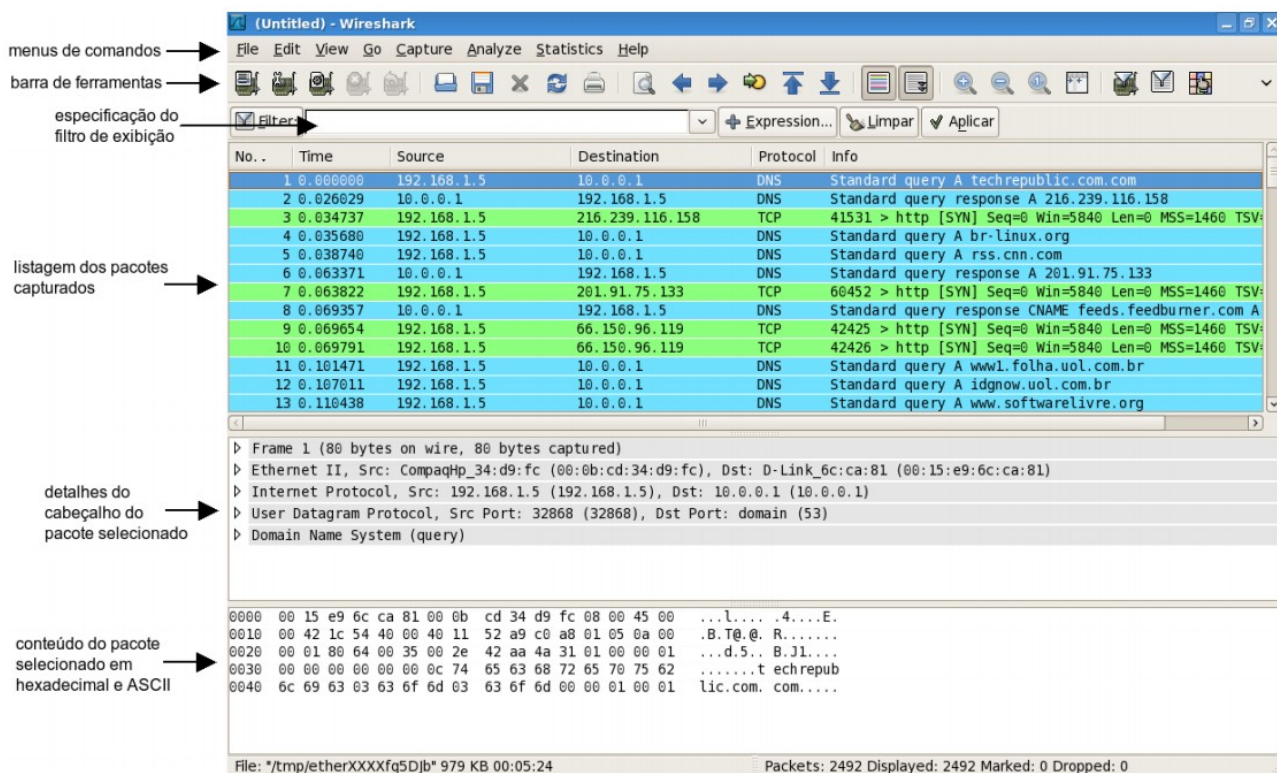 (Untitled) - Wireshark
menus de comandos
File Edit View Go Capture Analyze Statistics Help
barra de ferramentas
especificação do
filtro de exibição
Filter:
Expression...
Limpar
Aplicar
No. . Time Source Destination Protocol Info
1 0.000000 192.168.1.5 10.0.0.1 DNS Standard query A techrepublic.com.com
2 0.026029 10.0.0.1 192.168.1.5 DNS Standard query response A 216.239.116.158
3 0.034737 192.168.1.5 216.239.116.158 TCP 41531 > http [SYN] Seq=0 Win=5840 Len=0 MSS=1460 TSV=
4 0.035680 192.168.1.5 10.0.0.1 DNS Standard query A br-linux.org
5 0.038740 192.168.1.5 10.0.0.1 DNS Standard query A rss.cnn.com
6 0.063371 10.0.0.1 192.168.1.5 DNS Standard query response A 201.91.75.133
7 0.063822 192.168.1.5 201.91.75.133 TCP 60452 > http [SYN] Seq=0 Win=5840 Len=0 MSS=1460 TSV=
8 0.069357 10.0.0.1 192.168.1.5 DNS Standard query response CNAME feeds.feedburner.com A
9 0.069654 192.168.1.5 66.150.96.119 TCP 42425 > http [SYN] Seq=0 Win=5840 Len=0 MSS=1460 TSV=
10 0.069791 192.168.1.5 66.150.96.119 TCP 42426 > http [SYN] Seq=0 Win=5840 Len=0 MSS=1460 TSV=
11 0.101471 192.168.1.5 10.0.0.1 DNS Standard query A www1.folha.uol.com.br
12 0.107011 192.168.1.5 10.0.0.1 DNS Standard query A idgnow.uol.com.br
13 0.110438 192.168.1.5 10.0.0.1 DNS Standard query A www.softwarelivre.org
listagem dos pacotes
capturados
Frame 1 (80 bytes on wire, 80 bytes captured)
Ethernet II, Src: CompaqHp_34:d9:fc (00:0b:cd:34:d9:fc), Dst: D-Link_6c:ca:81 (00:15:e9:6c:ca:81)
Internet Protocol, Src: 192.168.1.5 (192.168.1.5), Dst: 10.0.0.1 (10.0.0.1)
User Datagram Protocol, Src Port: 32868 (32868), Dst Port: domain (53)
Domain Name System (query)
detalhes do
cabeçalho do
pacote selecionado
0000 00 15 e9 6c ca 81 00 0b cd 34 d9 fc 08 00 45 00 ...l.... .4....E.
0010 00 42 1c 54 40 00 40 11 52 a9 c0 a8 01 05 0a 00 .B.T@.@. R.......
0020 00 01 80 64 00 35 00 2e 42 aa 4a 31 01 00 00 01 ...d.5.. B.J1....
0030 00 00 00 00 00 00 0c 74 65 63 68 72 65 70 75 62 .......t echrepub
0040 6c 69 63 03 63 6f 6d 03 63 6f 6d 00 00 01 00 01 lic.com. com.....
conteúdo do pacote
selecionado em
hexadecimal e ASCII
File: "/tmp/etherXXXXfq5DJb" 979 KB 00:05:24
Packets: 2492 Displayed: 2492 Marked: 0 Dropped: 0